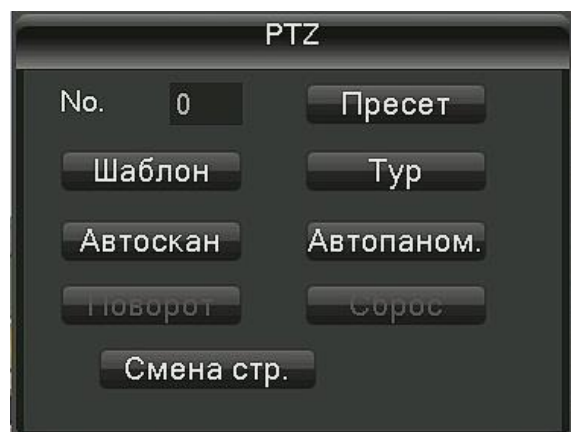 PTZ
No. 0 Пресет
Шаблон Тур
Автоскан Автопаном.
Поворот Сброс
Смена стр.